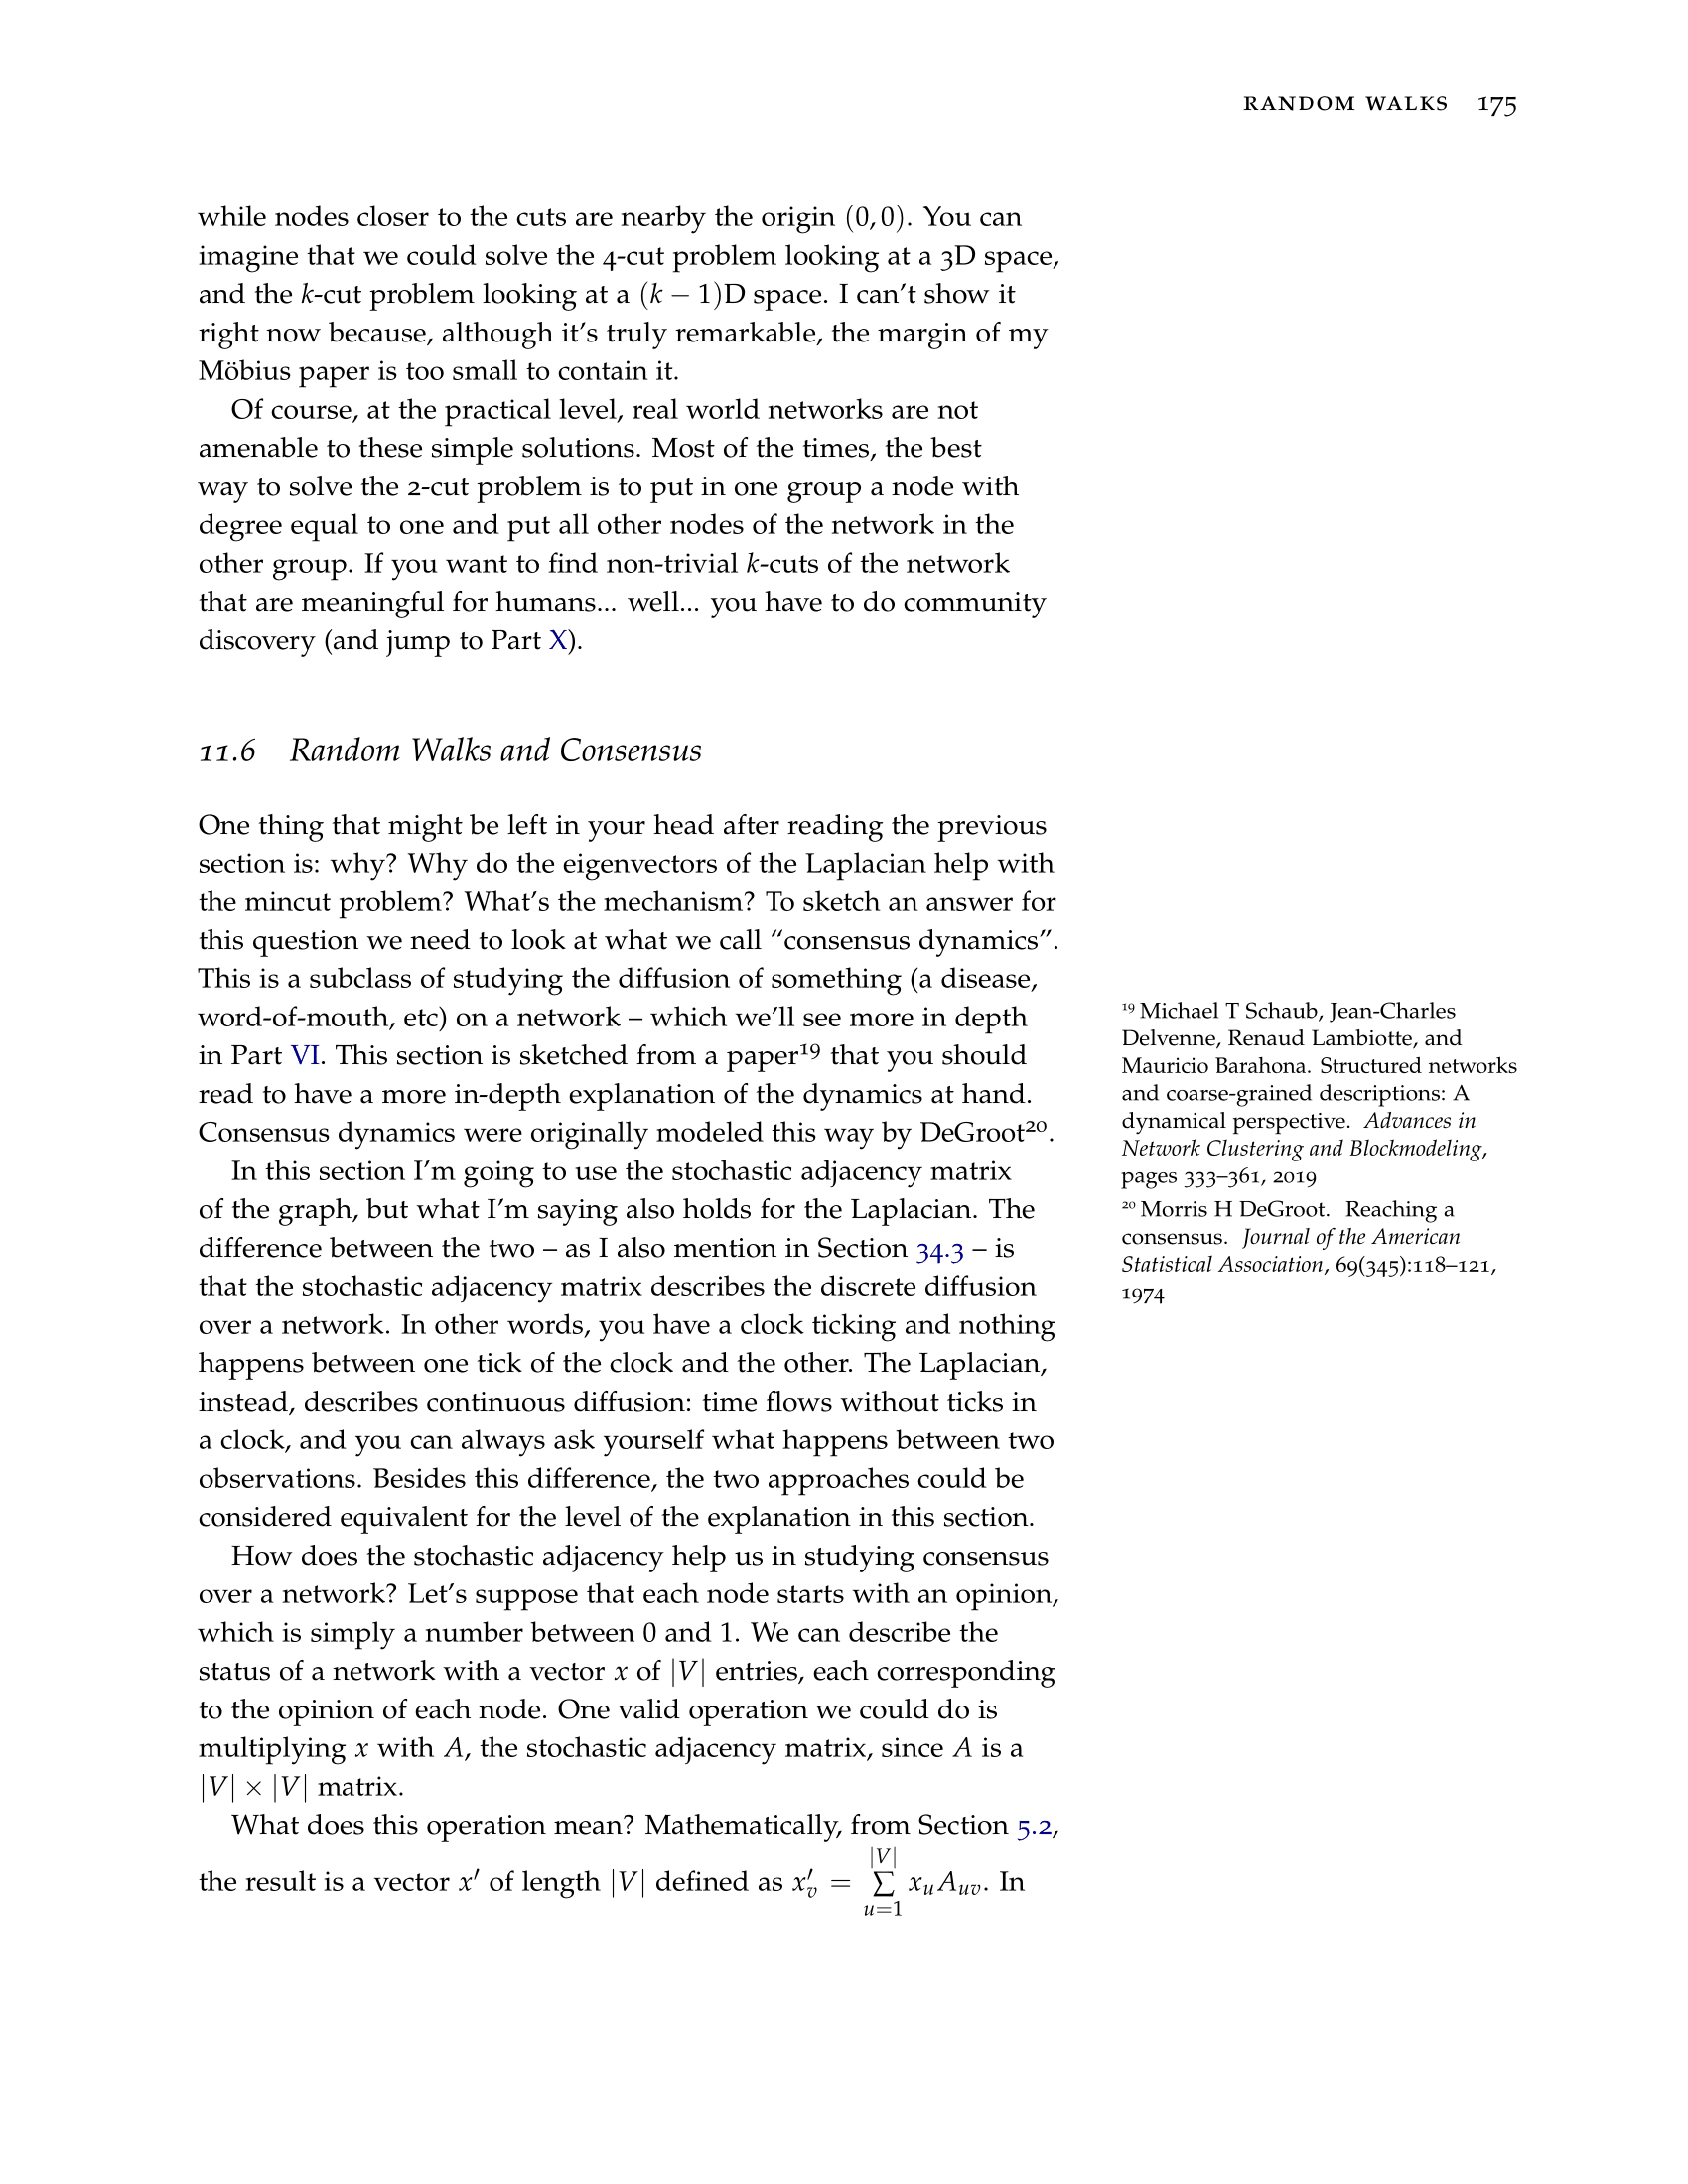 RANDOM WALKS 175
while nodes closer to the cuts are nearby the origin (0, 0). You can
imagine that we could solve the 4-cut problem looking at a 3D space,
and the k-cut problem looking at a (k − 1)D space. I can't show it
right now because, although it's truly remarkable, the margin of my
Möbius paper is too small to contain it.
Of course, at the practical level, real world networks are not
amenable to these simple solutions. Most of the times, the best
way to solve the 2-cut problem is to put in one group a node with
degree equal to one and put all other nodes of the network in the
other group. If you want to find non-trivial k-cuts of the network
that are meaningful for humans... well... you have to do community
discovery (and jump to Part X).
11.6 Random Walks and Consensus
One thing that might be left in your head after reading the previous
section is: why? Why do the eigenvectors of the Laplacian help with
the mincut problem? What's the mechanism? To sketch an answer for
this question we need to look at what we call “consensus dynamics”.
This is a subclass of studying the diffusion of something (a disease,
word-of-mouth, etc) on a network – which we'll see more in depth
in Part VI. This section is sketched from a paper¹⁹ that you should
read to have a more in-depth explanation of the dynamics at hand.
Consensus dynamics were originally modeled this way by DeGroot²⁰.
In this section I'm going to use the stochastic adjacency matrix
of the graph, but what I'm saying also holds for the Laplacian. The
difference between the two – as I also mention in Section 34.3 – is
that the stochastic adjacency matrix describes the discrete diffusion
over a network. In other words, you have a clock ticking and nothing
happens between one tick of the clock and the other. The Laplacian,
instead, describes continuous diffusion: time flows without ticks in
a clock, and you can always ask yourself what happens between two
observations. Besides this difference, the two approaches could be
considered equivalent for the level of the explanation in this section.
How does the stochastic adjacency help us in studying consensus
over a network? Let's suppose that each node starts with an opinion,
which is simply a number between 0 and 1. We can describe the
status of a network with a vector x of |V| entries, each corresponding
to the opinion of each node. One valid operation we could do is
multiplying x with A, the stochastic adjacency matrix, since A is a
|V| × |V| matrix.
What does this operation mean? Mathematically, from Section 5.2,
the result is a vector x′ of length |V| defined as x′_v = ∑_{u=1}^{|V|} x_u A_{uv}. In
¹⁹ Michael T Schaub, Jean-Charles
Delvenne, Renaud Lambiotte, and
Mauricio Barahona. Structured networks
and coarse-grained descriptions: A
dynamical perspective. Advances in
Network Clustering and Blockmodeling,
pages 333–361, 2019
²⁰ Morris H DeGroot. Reaching a
consensus. Journal of the American
Statistical Association, 69(345):118–121,
1974